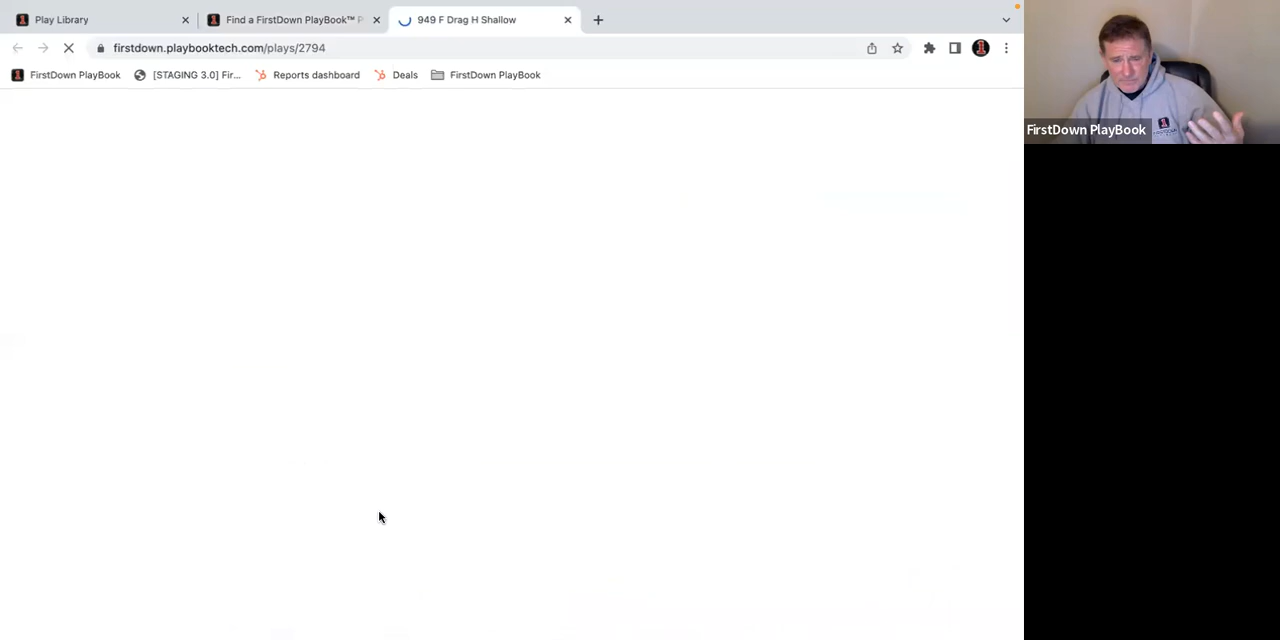 Play Library
Find a FirstDown PlayBook™ P
949 F Drag H Shallow
firstdown.playbooktech.com/plays/2794
FirstDown PlayBook
[STAGING 3.0] Fir...
Reports dashboard
Deals
FirstDown PlayBook
FirstDown PlayBook